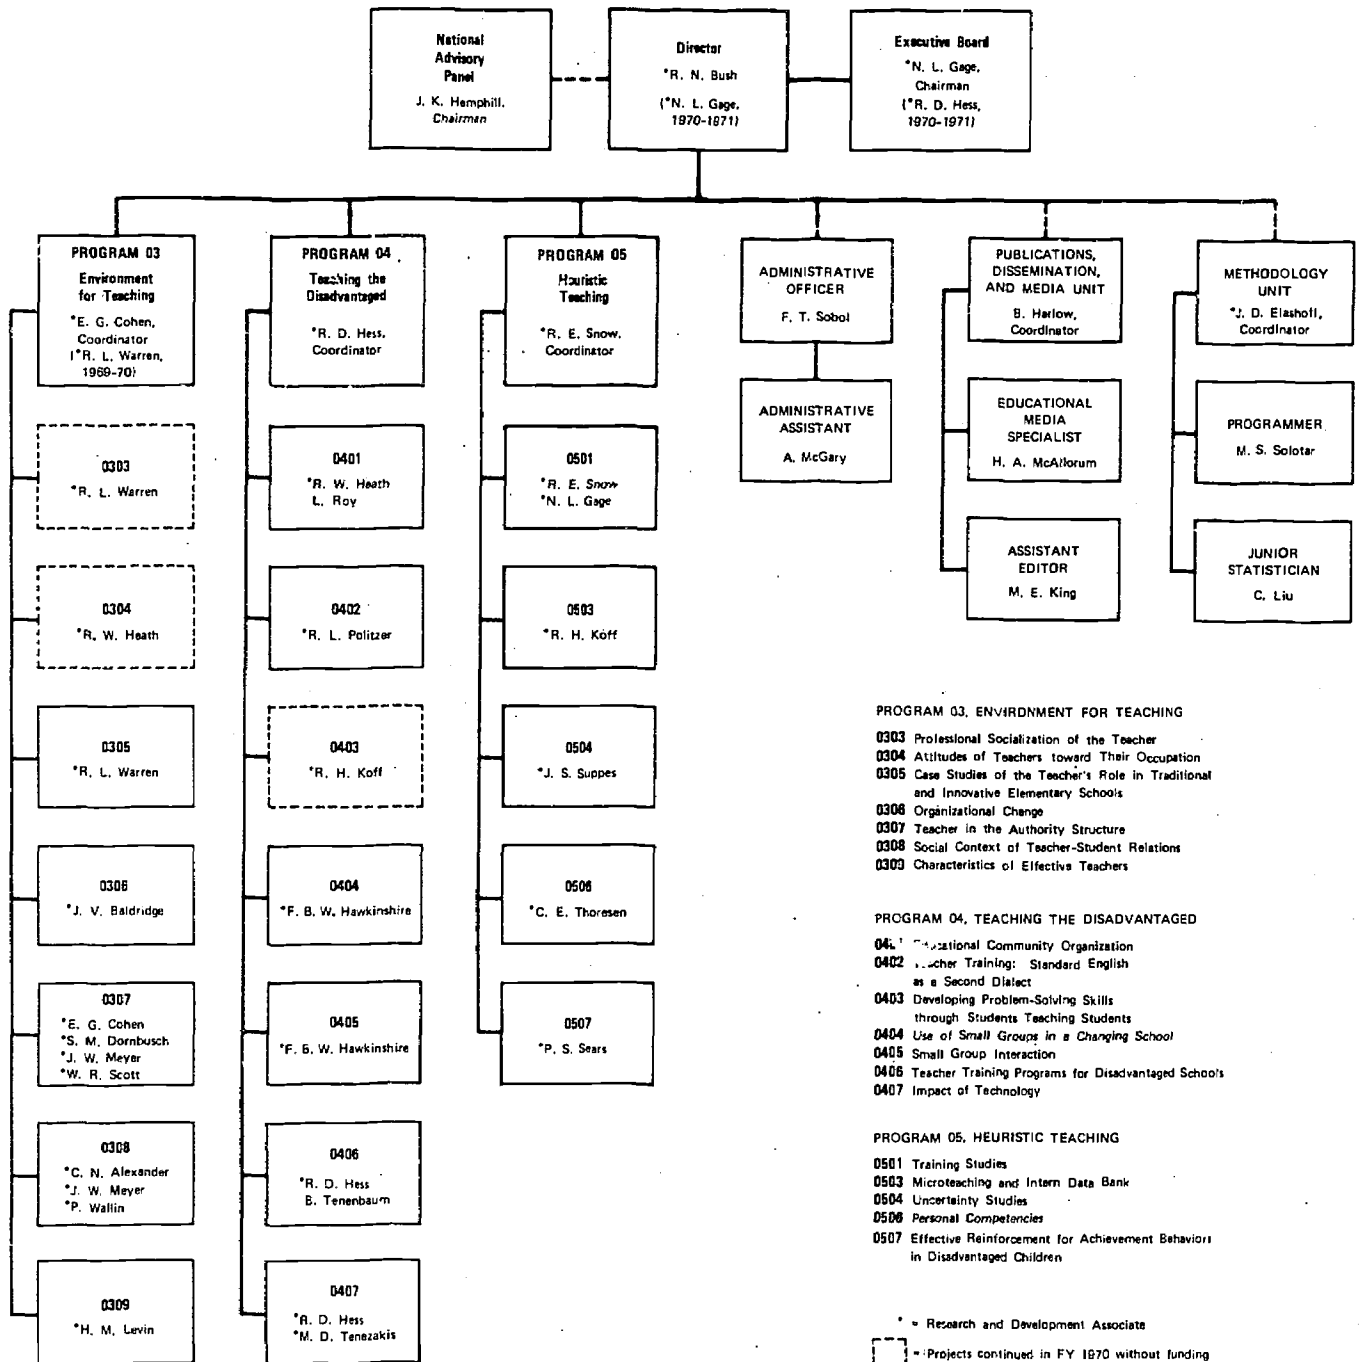 National
Advisory
Panel
J. K. Hemphill,
Chairman
Director
*R. N. Bush
(*N. L. Gage,
1970-1971)
Executive Board
*N. L. Gage,
Chairman
(*R. D. Hess,
1970-1971)
PROGRAM 03
Environment
for Teaching
*E. G. Cohen,
Coordinator
(*R. L. Warren,
1969-70)
0303
*R. L. Warren
0304
*R. W. Heath
0305
*R. L. Warren
0306
*J. V. Baldridge
0307
*E. G. Cohen
*S. M. Dornbusch
*J. W. Meyer
*W. R. Scott
0308
*C. N. Alexander
*J. W. Meyer
*P. Wallin
0309
*H. M. Levin
PROGRAM 04
Teaching the
Disadvantaged
*R. D. Hess,
Coordinator
0401
*R. W. Heath
L. Roy
0402
*R. L. Politzer
0403
*R. H. Koff
0404
*F. B. W. Hawkinshire
0405
*F. B. W. Hawkinshire
0406
*R. D. Hess
B. Tenenbaum
0407
*R. D. Hess
*M. D. Tenezakis
PROGRAM 05
Heuristic
Teaching
*R. E. Snow,
Coordinator
0501
*R. E. Snow
*N. L. Gage
0503
*R. H. Koff
0504
*J. S. Suppes
0506
*C. E. Thoresen
0507
*P. S. Sears
ADMINISTRATIVE
OFFICER
F. T. Sobol
ADMINISTRATIVE
ASSISTANT
A. McGary
PUBLICATIONS,
DISSEMINATION,
AND MEDIA UNIT
B. Harlow,
Coordinator
EDUCATIONAL
MEDIA
SPECIALIST
H. A. McAllorum
ASSISTANT
EDITOR
M. E. King
METHODOLOGY
UNIT
*J. D. Elashoff,
Coordinator
PROGRAMMER
M. S. Solotar
JUNIOR
STATISTICIAN
C. Liu
PROGRAM 03, ENVIRONMENT FOR TEACHING
0303 Professional Socialization of the Teacher
0304 Attitudes of Teachers toward Their Occupation
0305 Case Studies of the Teacher's Role in Traditional
and Innovative Elementary Schools
0306 Organizational Change
0307 Teacher in the Authority Structure
0308 Social Context of Teacher-Student Relations
0309 Characteristics of Effective Teachers
PROGRAM 04, TEACHING THE DISADVANTAGED
Community Organization
0402 Training: Standard English
as a Second Dialect
0403 Developing Problem-Solving Skills
through Students Teaching Students
0404 Use of Small Groups in a Changing School
0405 Small Group Interaction
0406 Teacher Training Programs for Disadvantaged Schools
0407 Impact of Technology
PROGRAM 05, HEURISTIC TEACHING
0501 Training Studies
0503 Microteaching and Intern Data Bank
0504 Uncertainty Studies
0506 Personal Competencies
0507 Effective Reinforcement for Achievement Behaviors
in Disadvantaged Children
* = Research and Development Associate
= Projects continued in FY 1970 without funding